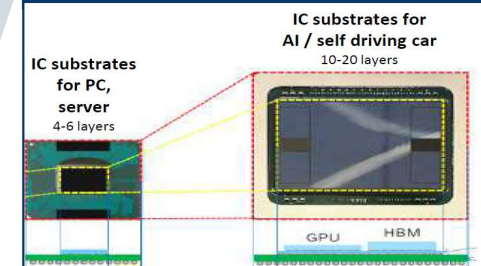 IC substrates
for PC,
server
4-6 layers
IC substrates for
AI / self driving car
10-20 layers
GPU
HBM